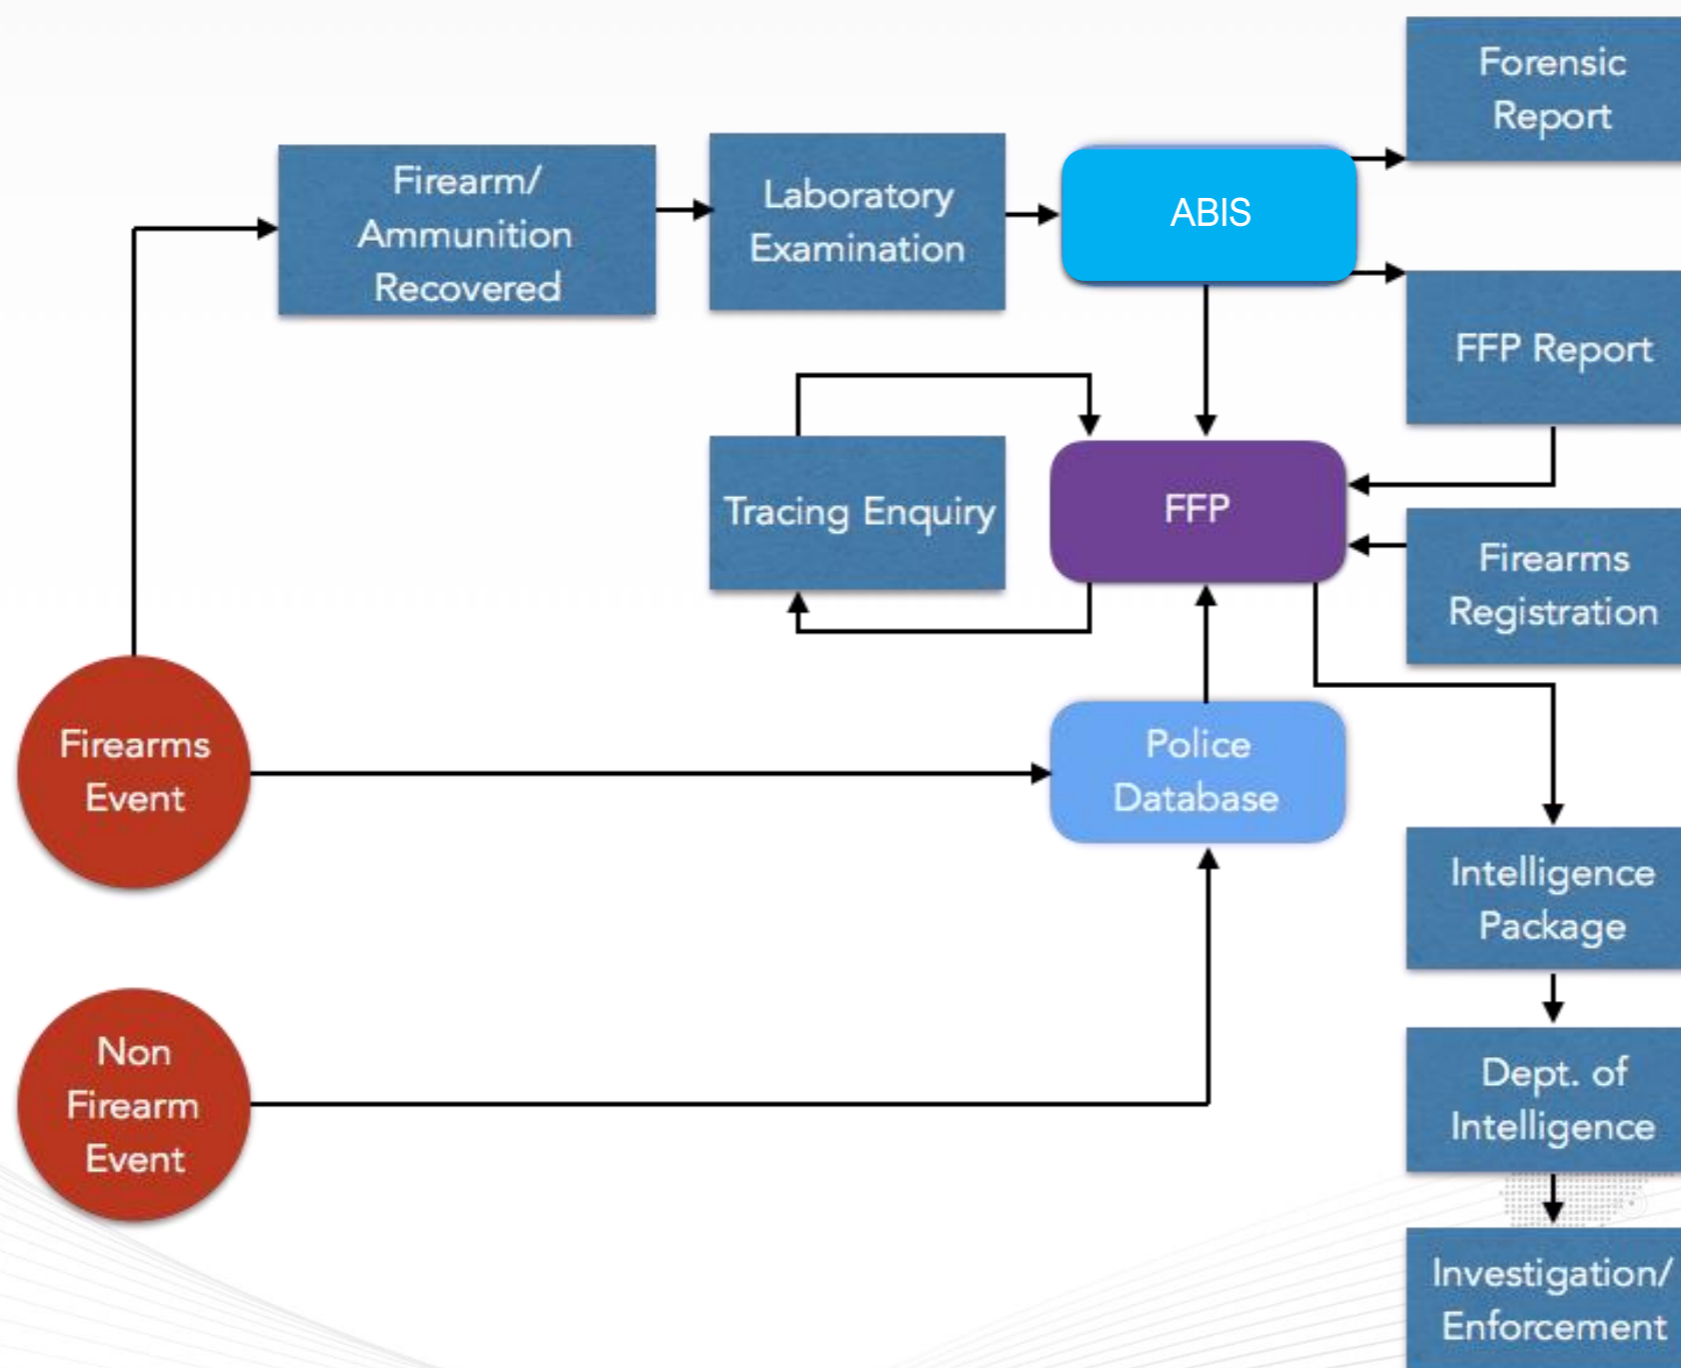 Forensic
Report
Firearm/
Ammunition
Recovered
Laboratory
Examination
ABIS
FFP Report
Tracing Enquiry
FFP
Firearms
Registration
Firearms
Event
Police
Database
Intelligence
Package
Non
Firearm
Event
Dept. of
Intelligence
Investigation/
Enforcement